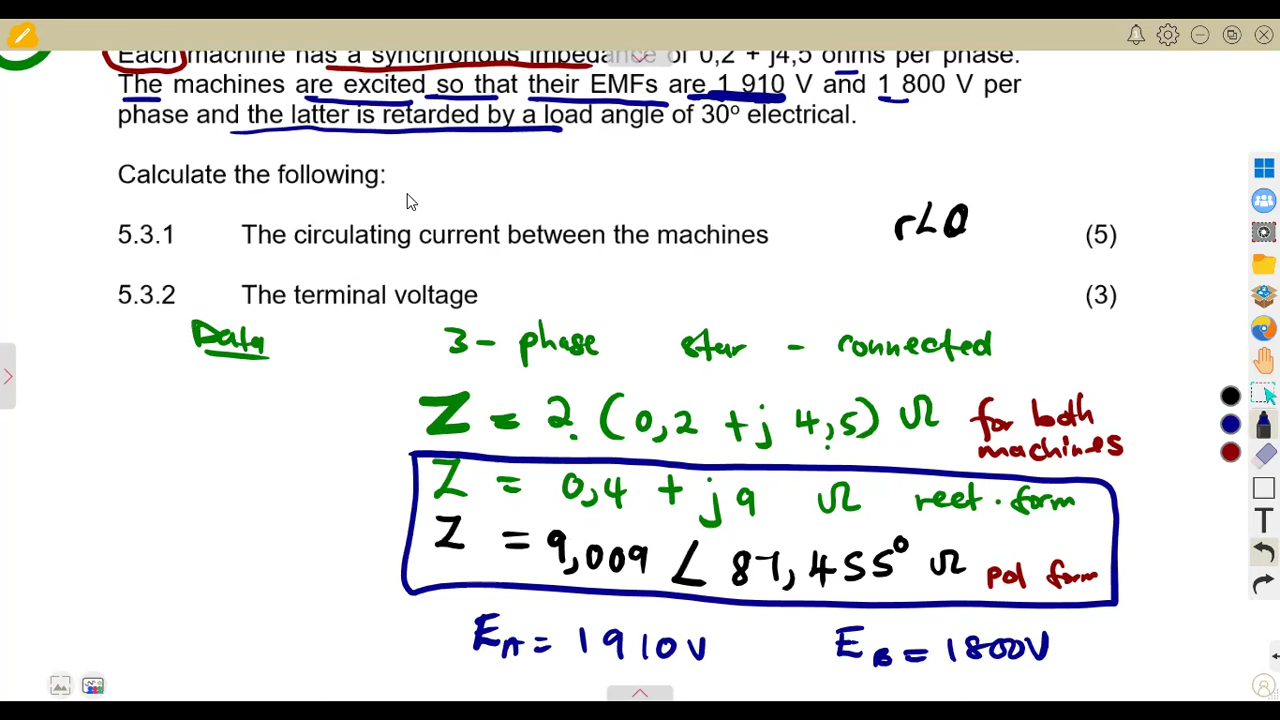 Each machine has a synchronous impedance of 0,2 + j4,5 ohms per phase.
The machines are excited so that their EMFs are 1 910 V and 1 800 V per
phase and the latter is retarded by a load angle of 30º electrical.
Calculate the following:
r∠θ
5.3.1 The circulating current between the machines (5)
5.3.2 The terminal voltage (3)
Data 3 - phase star - connected
Z = 2 (0,2 + j 4,5) Ω for both machines
Z = 0,4 + j9 Ω rect. form
Z = 9,009 ∠ 87,455° Ω pol form
EA = 1910V EB = 1800V
T